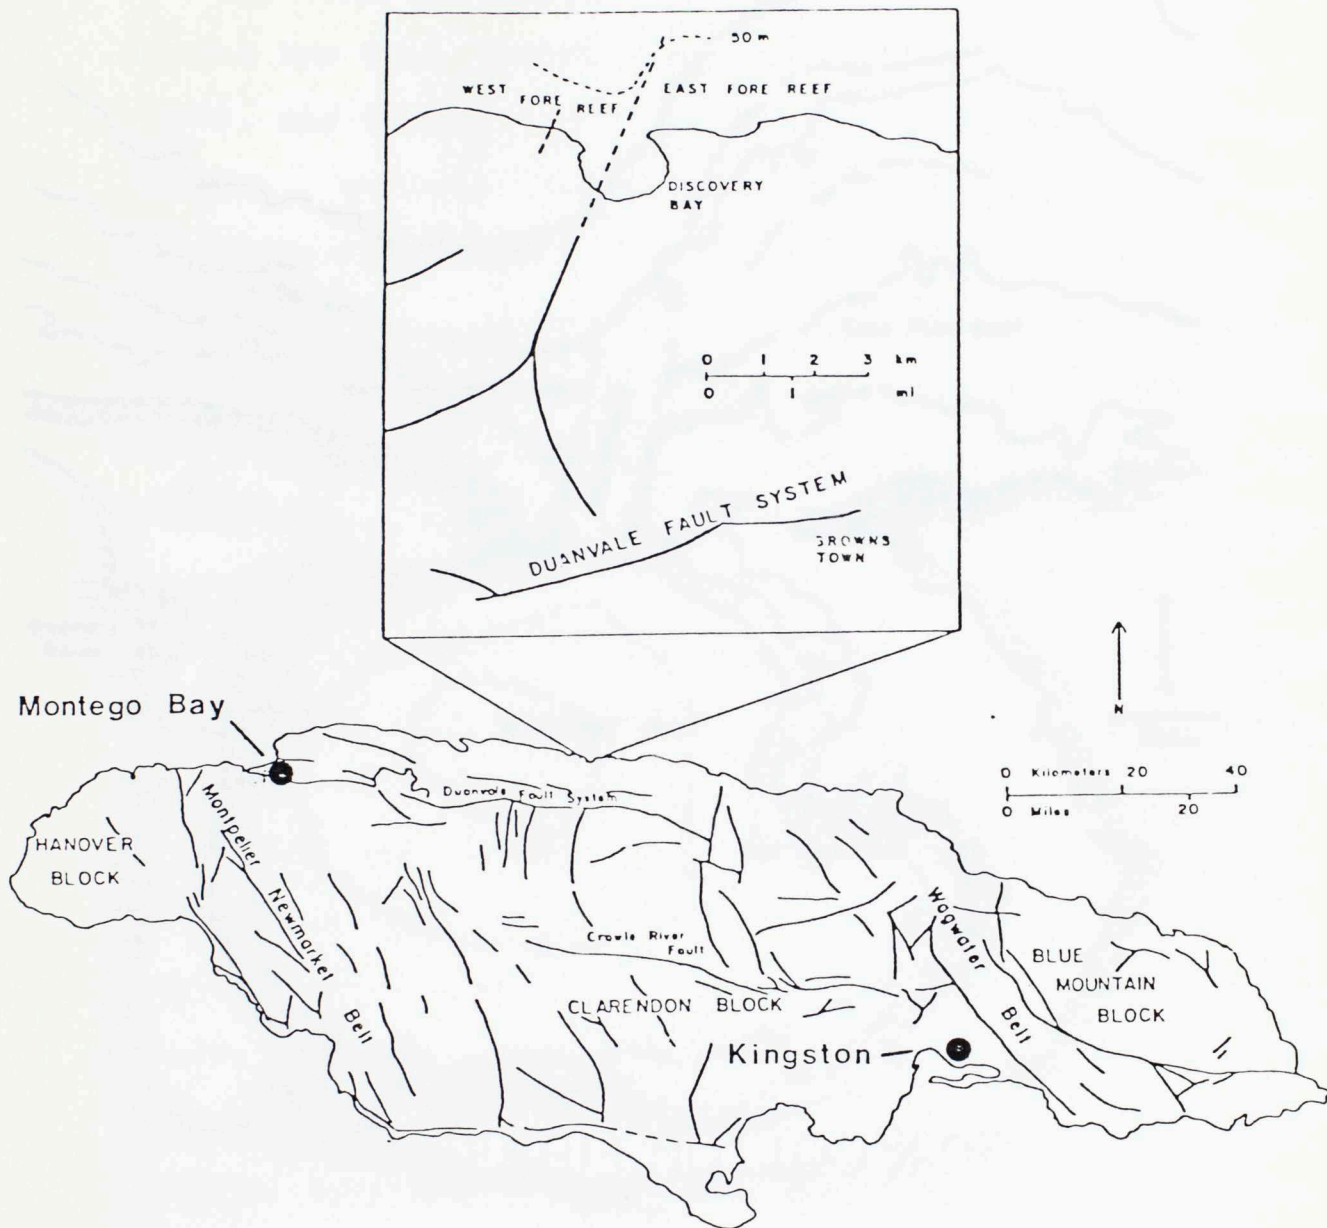 50 m
WEST FORE REEF
EAST FORE REEF
DISCOVERY
BAY
0 1 2 3 km
0 1 mi
DUANVALE FAULT SYSTEM
BROWNS
TOWN
N
Montego Bay
0 Kilometers 20 40
0 Miles 20
Duanvale Fault System
HANOVER
BLOCK
Montpelier Newmarket Belt
Crowle River
Fault
Wagwater Belt
BLUE
MOUNTAIN
BLOCK
CLARENDON BLOCK
Kingston